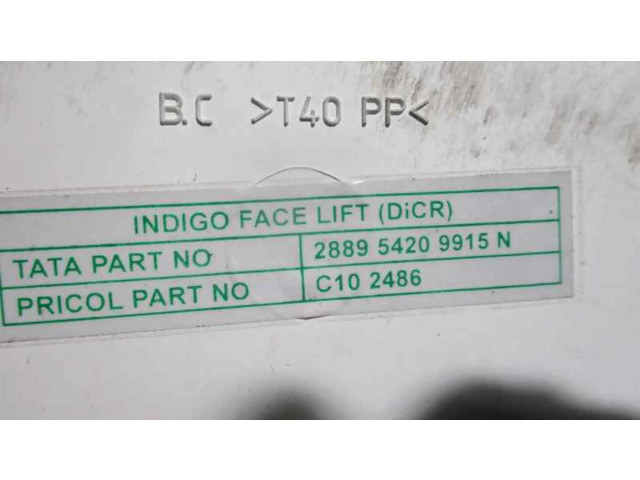 B.C >T40 PP<
INDIGO FACE LIFT (DiCR)
TATA PART NO 2889 5420 9915 N
PRICOL PART NO C10 2486